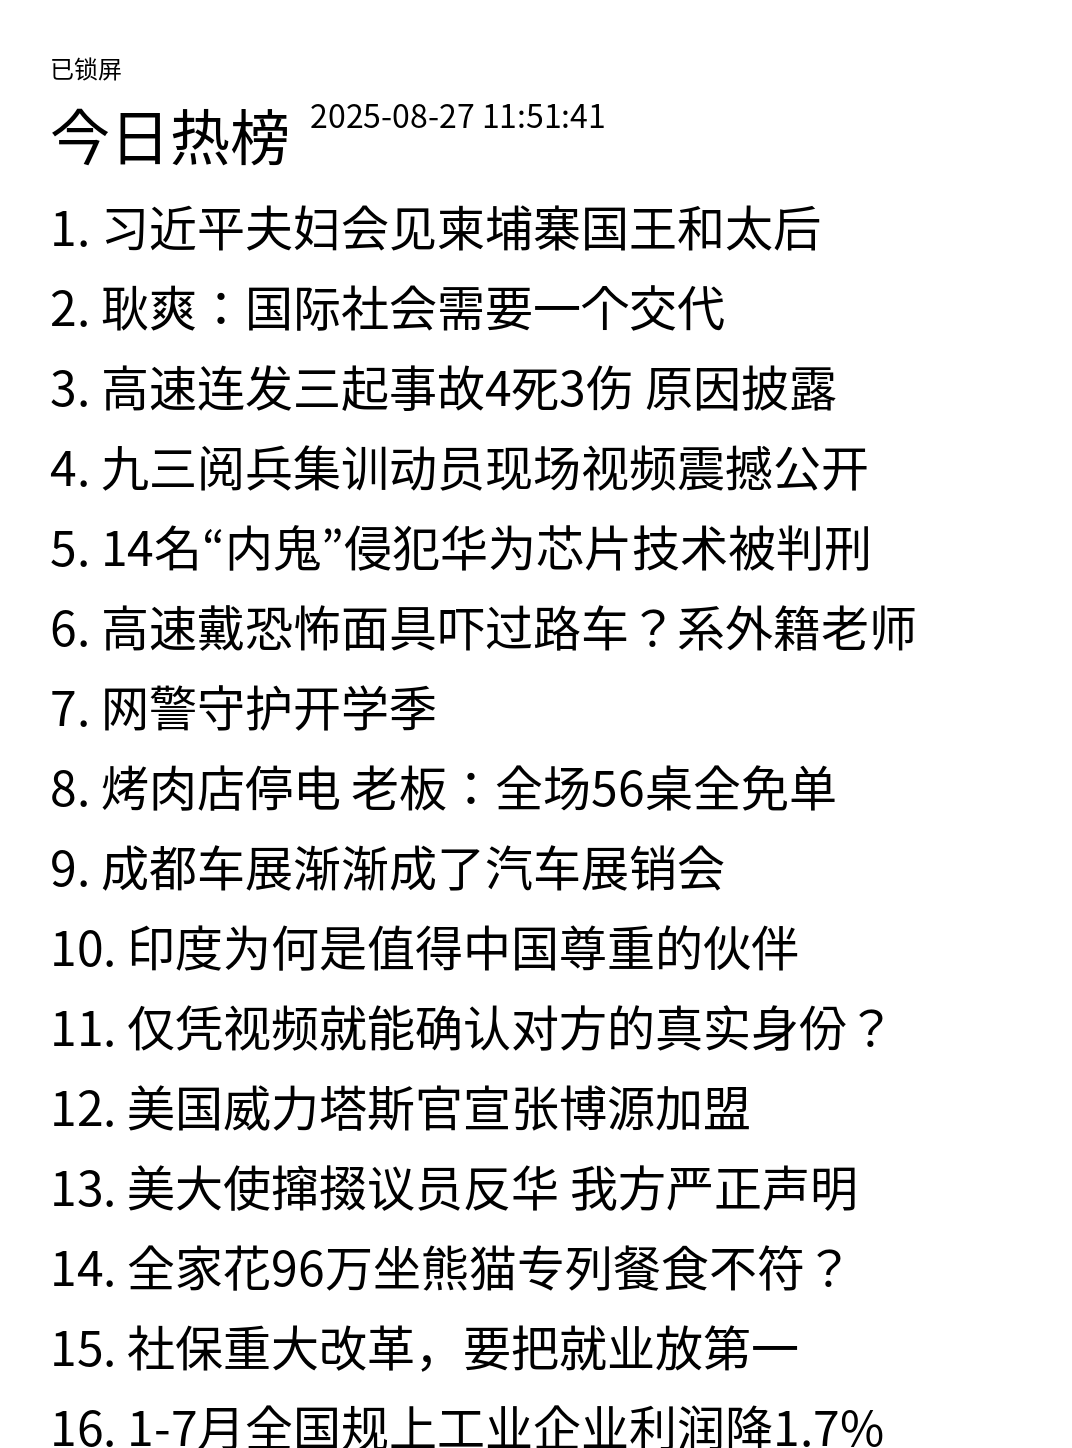 已锁屏
今日热榜 2025-08-27 11:51:41
1. 习近平夫妇会见柬埔寨国王和太后
2. 耿爽：国际社会需要一个交代
3. 高速连发三起事故4死3伤 原因披露
4. 九三阅兵集训动员现场视频震撼公开
5. 14名“内鬼”侵犯华为芯片技术被判刑
6. 高速戴恐怖面具吓过路车？系外籍老师
7. 网警守护开学季
8. 烤肉店停电 老板：全场56桌全免单
9. 成都车展渐渐成了汽车展销会
10. 印度为何是值得中国尊重的伙伴
11. 仅凭视频就能确认对方的真实身份？
12. 美国威力塔斯官宣张博源加盟
13. 美大使撺掇议员反华 我方严正声明
14. 全家花96万坐熊猫专列餐食不符？
15. 社保重大改革，要把就业放第一
16. 1-7月全国规上工业企业利润降1.7%